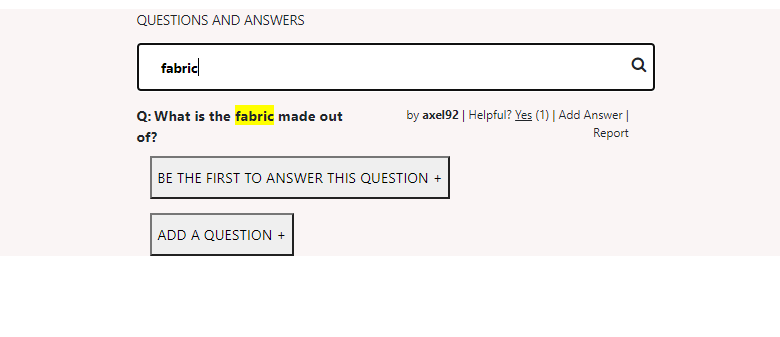 QUESTIONS AND ANSWERS
fabric
Q: What is the fabric made out
of?
by axel92 | Helpful? Yes (1) | Add Answer |
Report
BE THE FIRST TO ANSWER THIS QUESTION +
ADD A QUESTION +